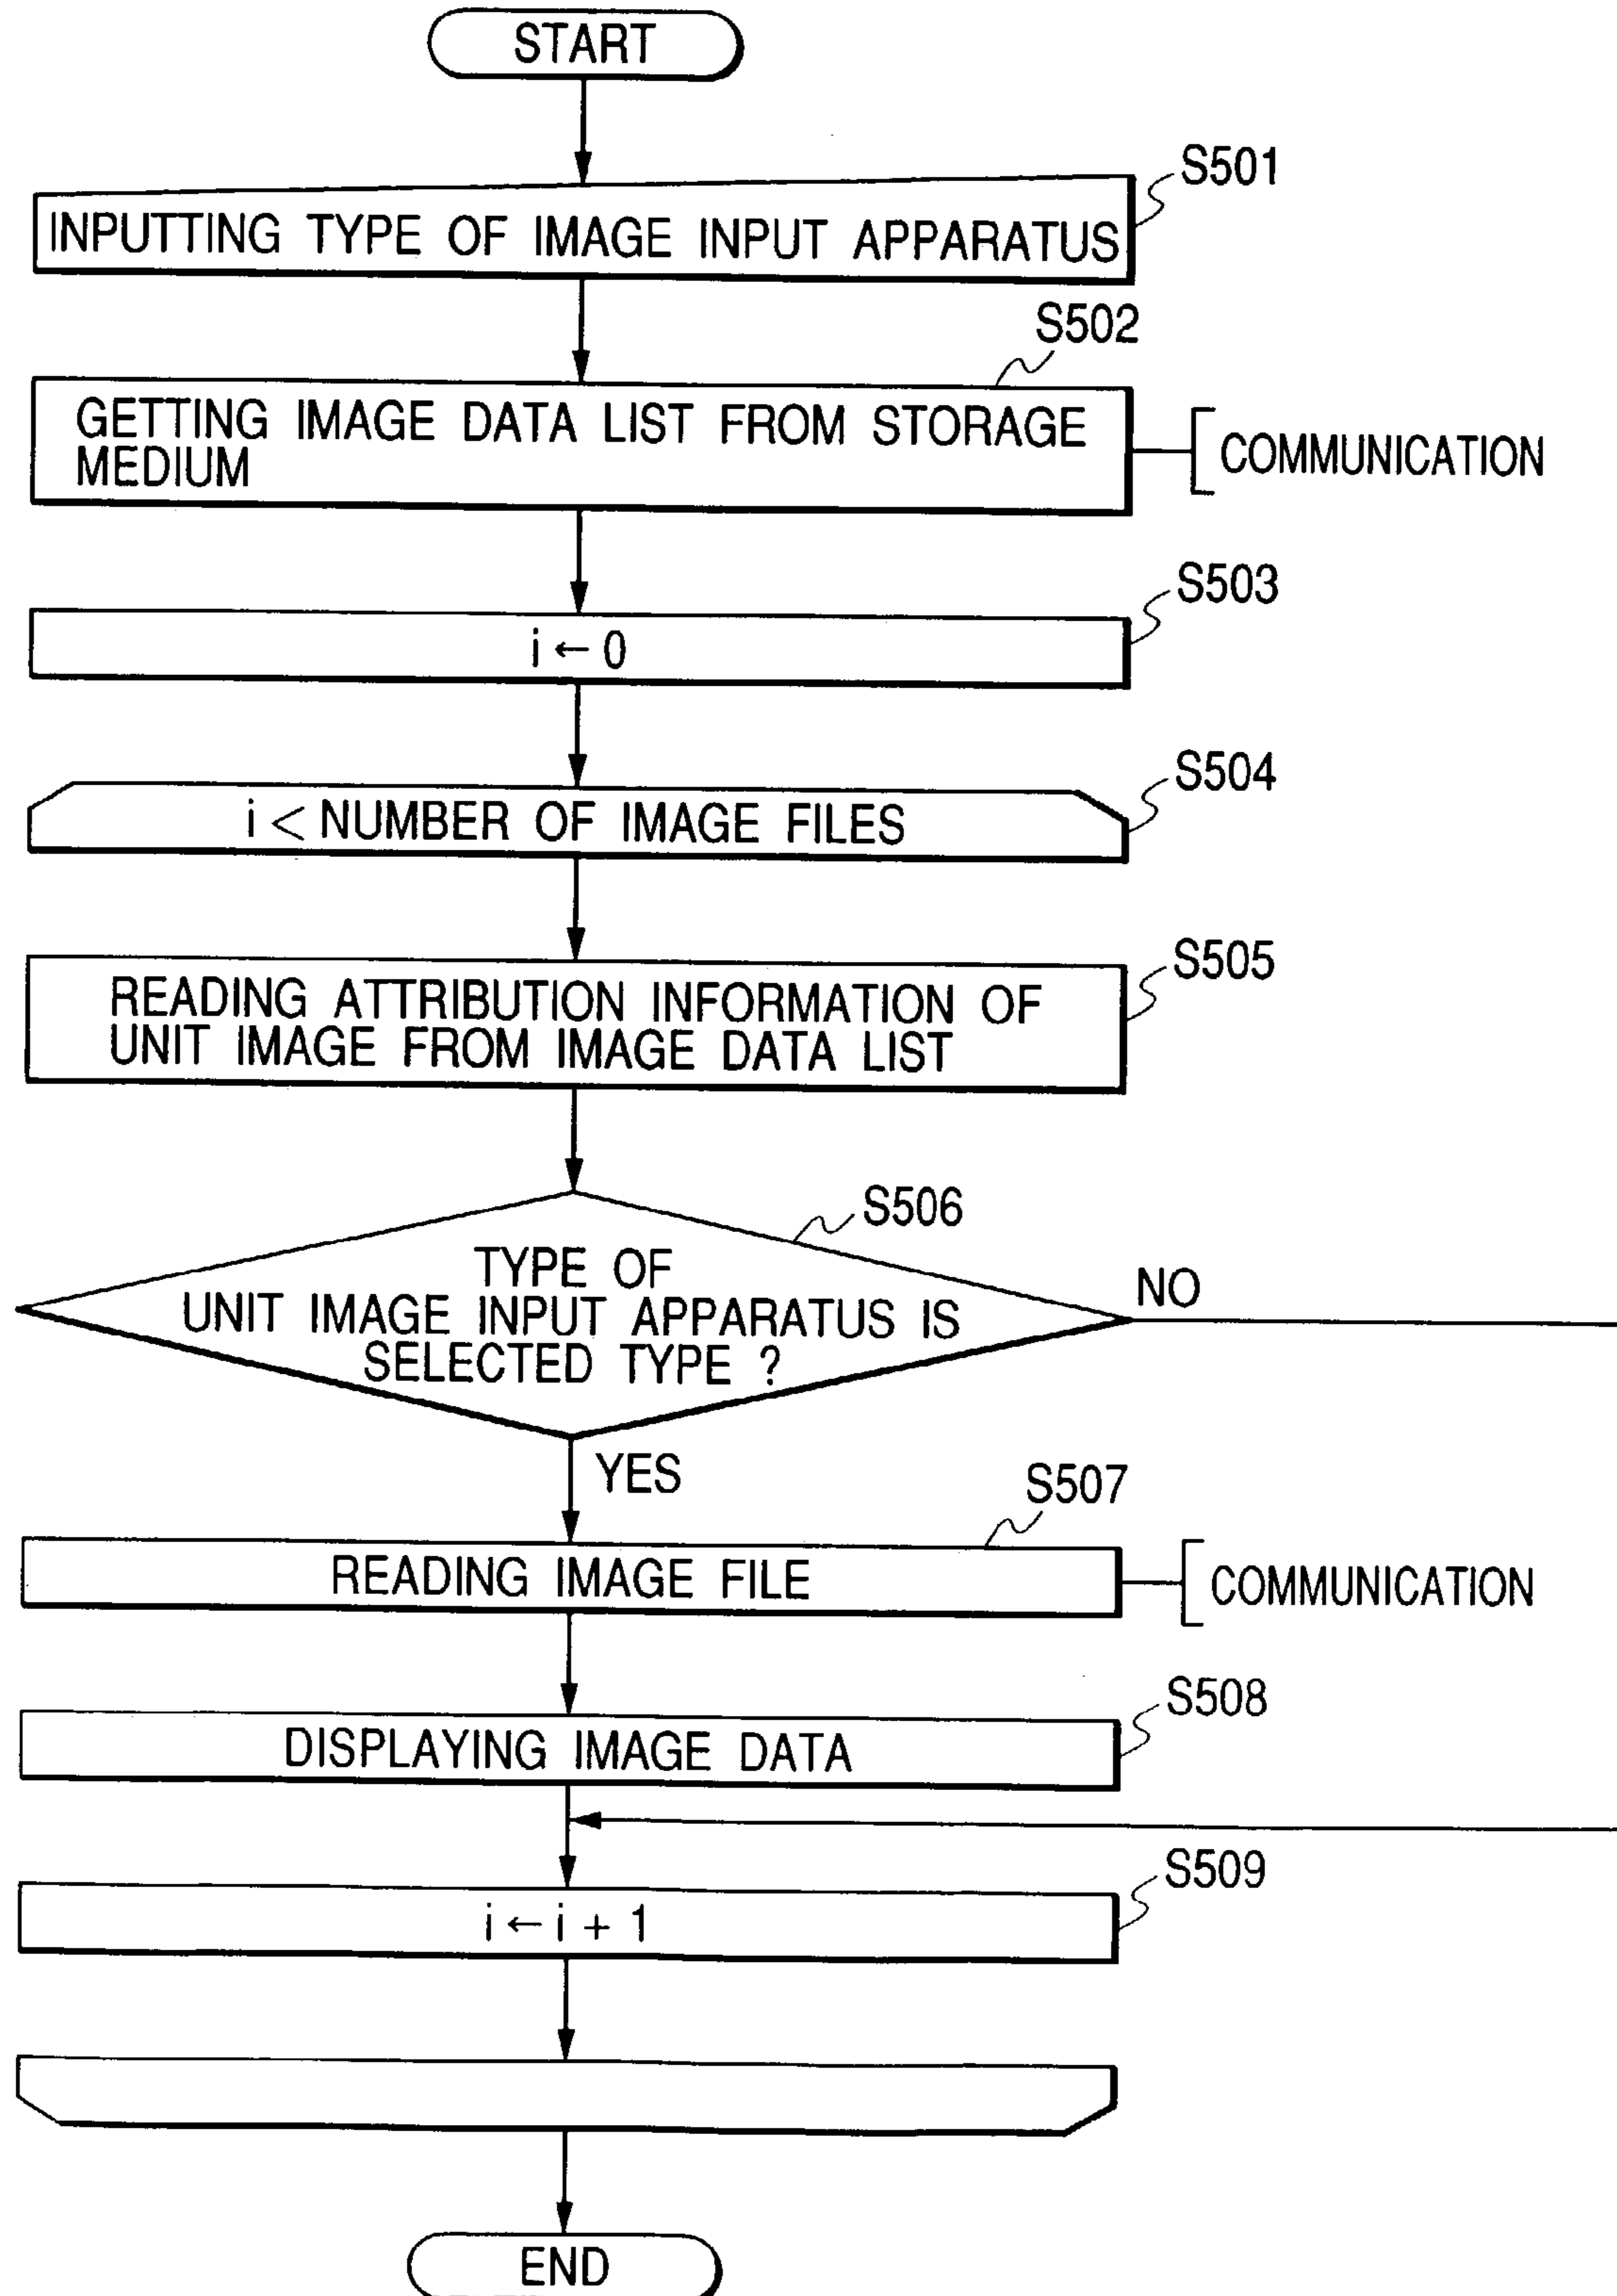 START
S501
INPUTTING TYPE OF IMAGE INPUT APPARATUS
S502
GETTING IMAGE DATA LIST FROM STORAGE
MEDIUM
COMMUNICATION
S503
i ← 0
S504
i < NUMBER OF IMAGE FILES
S505
READING ATTRIBUTION INFORMATION OF
UNIT IMAGE FROM IMAGE DATA LIST
S506
TYPE OF
UNIT IMAGE INPUT APPARATUS IS
SELECTED TYPE ?
NO
YES
S507
READING IMAGE FILE
COMMUNICATION
S508
DISPLAYING IMAGE DATA
S509
i ← i + 1
END